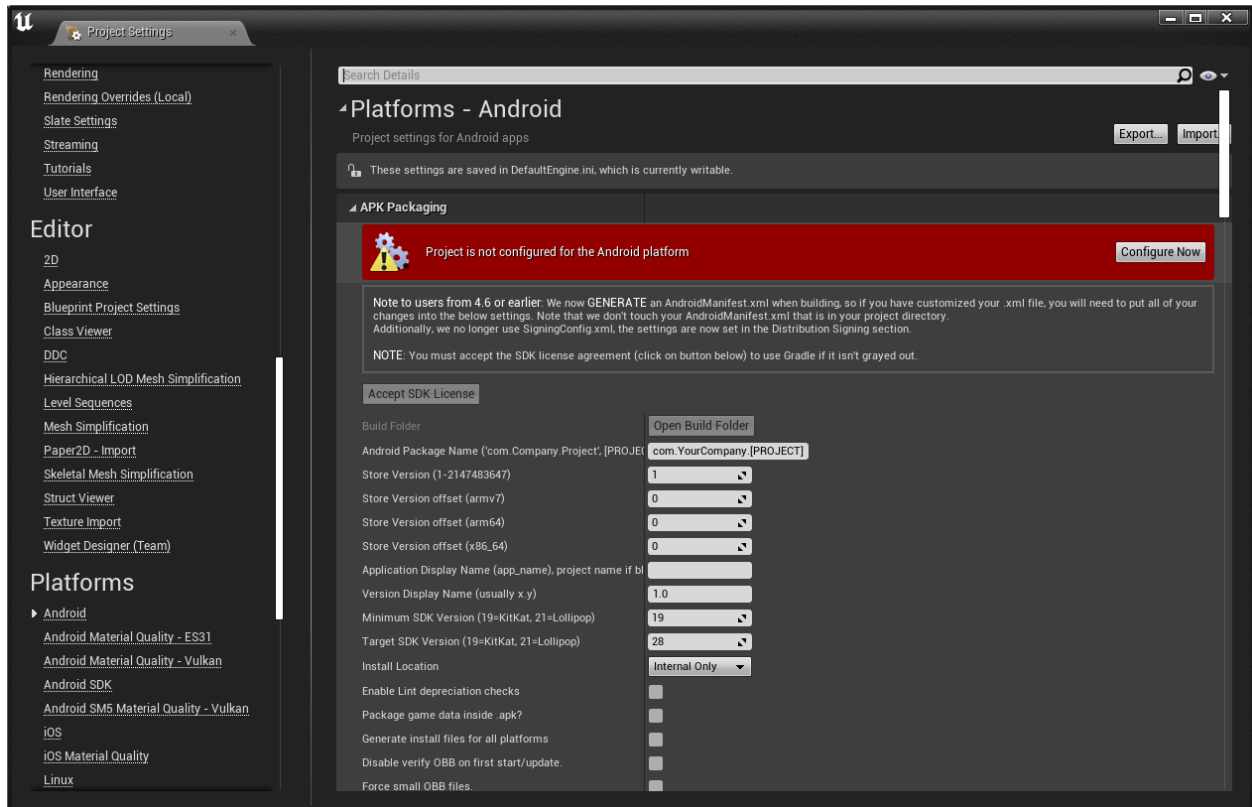 Project Settings
Rendering
Rendering Overrides (Local)
Slate Settings
Streaming
Tutorials
User Interface
Editor
2D
Appearance
Blueprint Project Settings
Class Viewer
DDC
Hierarchical LOD Mesh Simplification
Level Sequences
Mesh Simplification
Paper2D - Import
Skeletal Mesh Simplification
Struct Viewer
Texture Import
Widget Designer (Team)
Platforms
Android
Android Material Quality - ES31
Android Material Quality - Vulkan
Android SDK
Android SM5 Material Quality - Vulkan
iOS
iOS Material Quality
Linux
Search Details
Platforms - Android
Project settings for Android apps
Export...
Import
These settings are saved in DefaultEngine.ini, which is currently writable.
APK Packaging
Project is not configured for the Android platform
Configure Now
Note to users from 4.6 or earlier: We now GENERATE an AndroidManifest.xml when building, so if you have customized your .xml file, you will need to put all of your
changes into the below settings. Note that we don't touch your AndroidManifest.xml that is in your project directory.
Additionally, we no longer use SigningConfig.xml, the settings are now set in the Distribution Signing section.
NOTE: You must accept the SDK license agreement (click on button below) to use Gradle if it isn't grayed out.
Accept SDK License
Build Folder Open Build Folder
Android Package Name ('com.Company.Project', [PROJE com.YourCompany.[PROJECT]
Store Version (1-2147483647) 1
Store Version offset (armv7) 0
Store Version offset (arm64) 0
Store Version offset (x86_64) 0
Application Display Name (app_name), project name if bl
Version Display Name (usually x.y) 1.0
Minimum SDK Version (19=KitKat, 21=Lollipop) 19
Target SDK Version (19=KitKat, 21=Lollipop) 28
Install Location Internal Only
Enable Lint depreciation checks
Package game data inside .apk?
Generate install files for all platforms
Disable verify OBB on first start/update.
Force small OBB files.